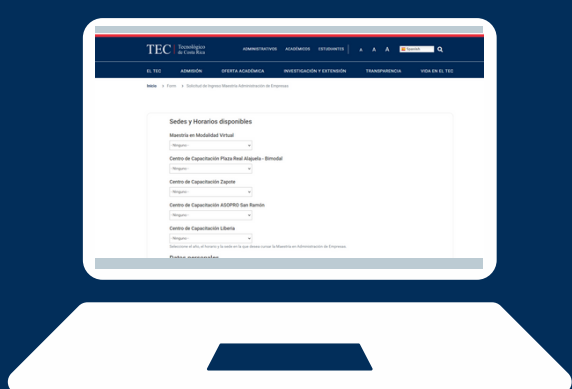 TEC | Tecnológico
de Costa Rica
ADMINISTRATIVOS ACADÉMICOS ESTUDIANTES A A A Spanish
EL TEC ADMISIÓN OFERTA ACADÉMICA INVESTIGACIÓN Y EXTENSIÓN TRANSPARENCIA VIDA EN EL TEC
Inicio > Form > Solicitud de Ingreso Maestría Administración de Empresas
Sedes y Horarios disponibles
Maestría en Modalidad Virtual
-Ninguno-
Centro de Capacitación Plaza Real Alajuela - Bimodal
-Ninguno-
Centro de Capacitación Zapote
-Ninguno-
Centro de Capacitación ASOPRO San Ramón
-Ninguno-
Centro de Capacitación Liberia
-Ninguno-
Seleccione el año, el horario y la sede en la que desea cursar la Maestría en Administración de Empresas
Datos personales